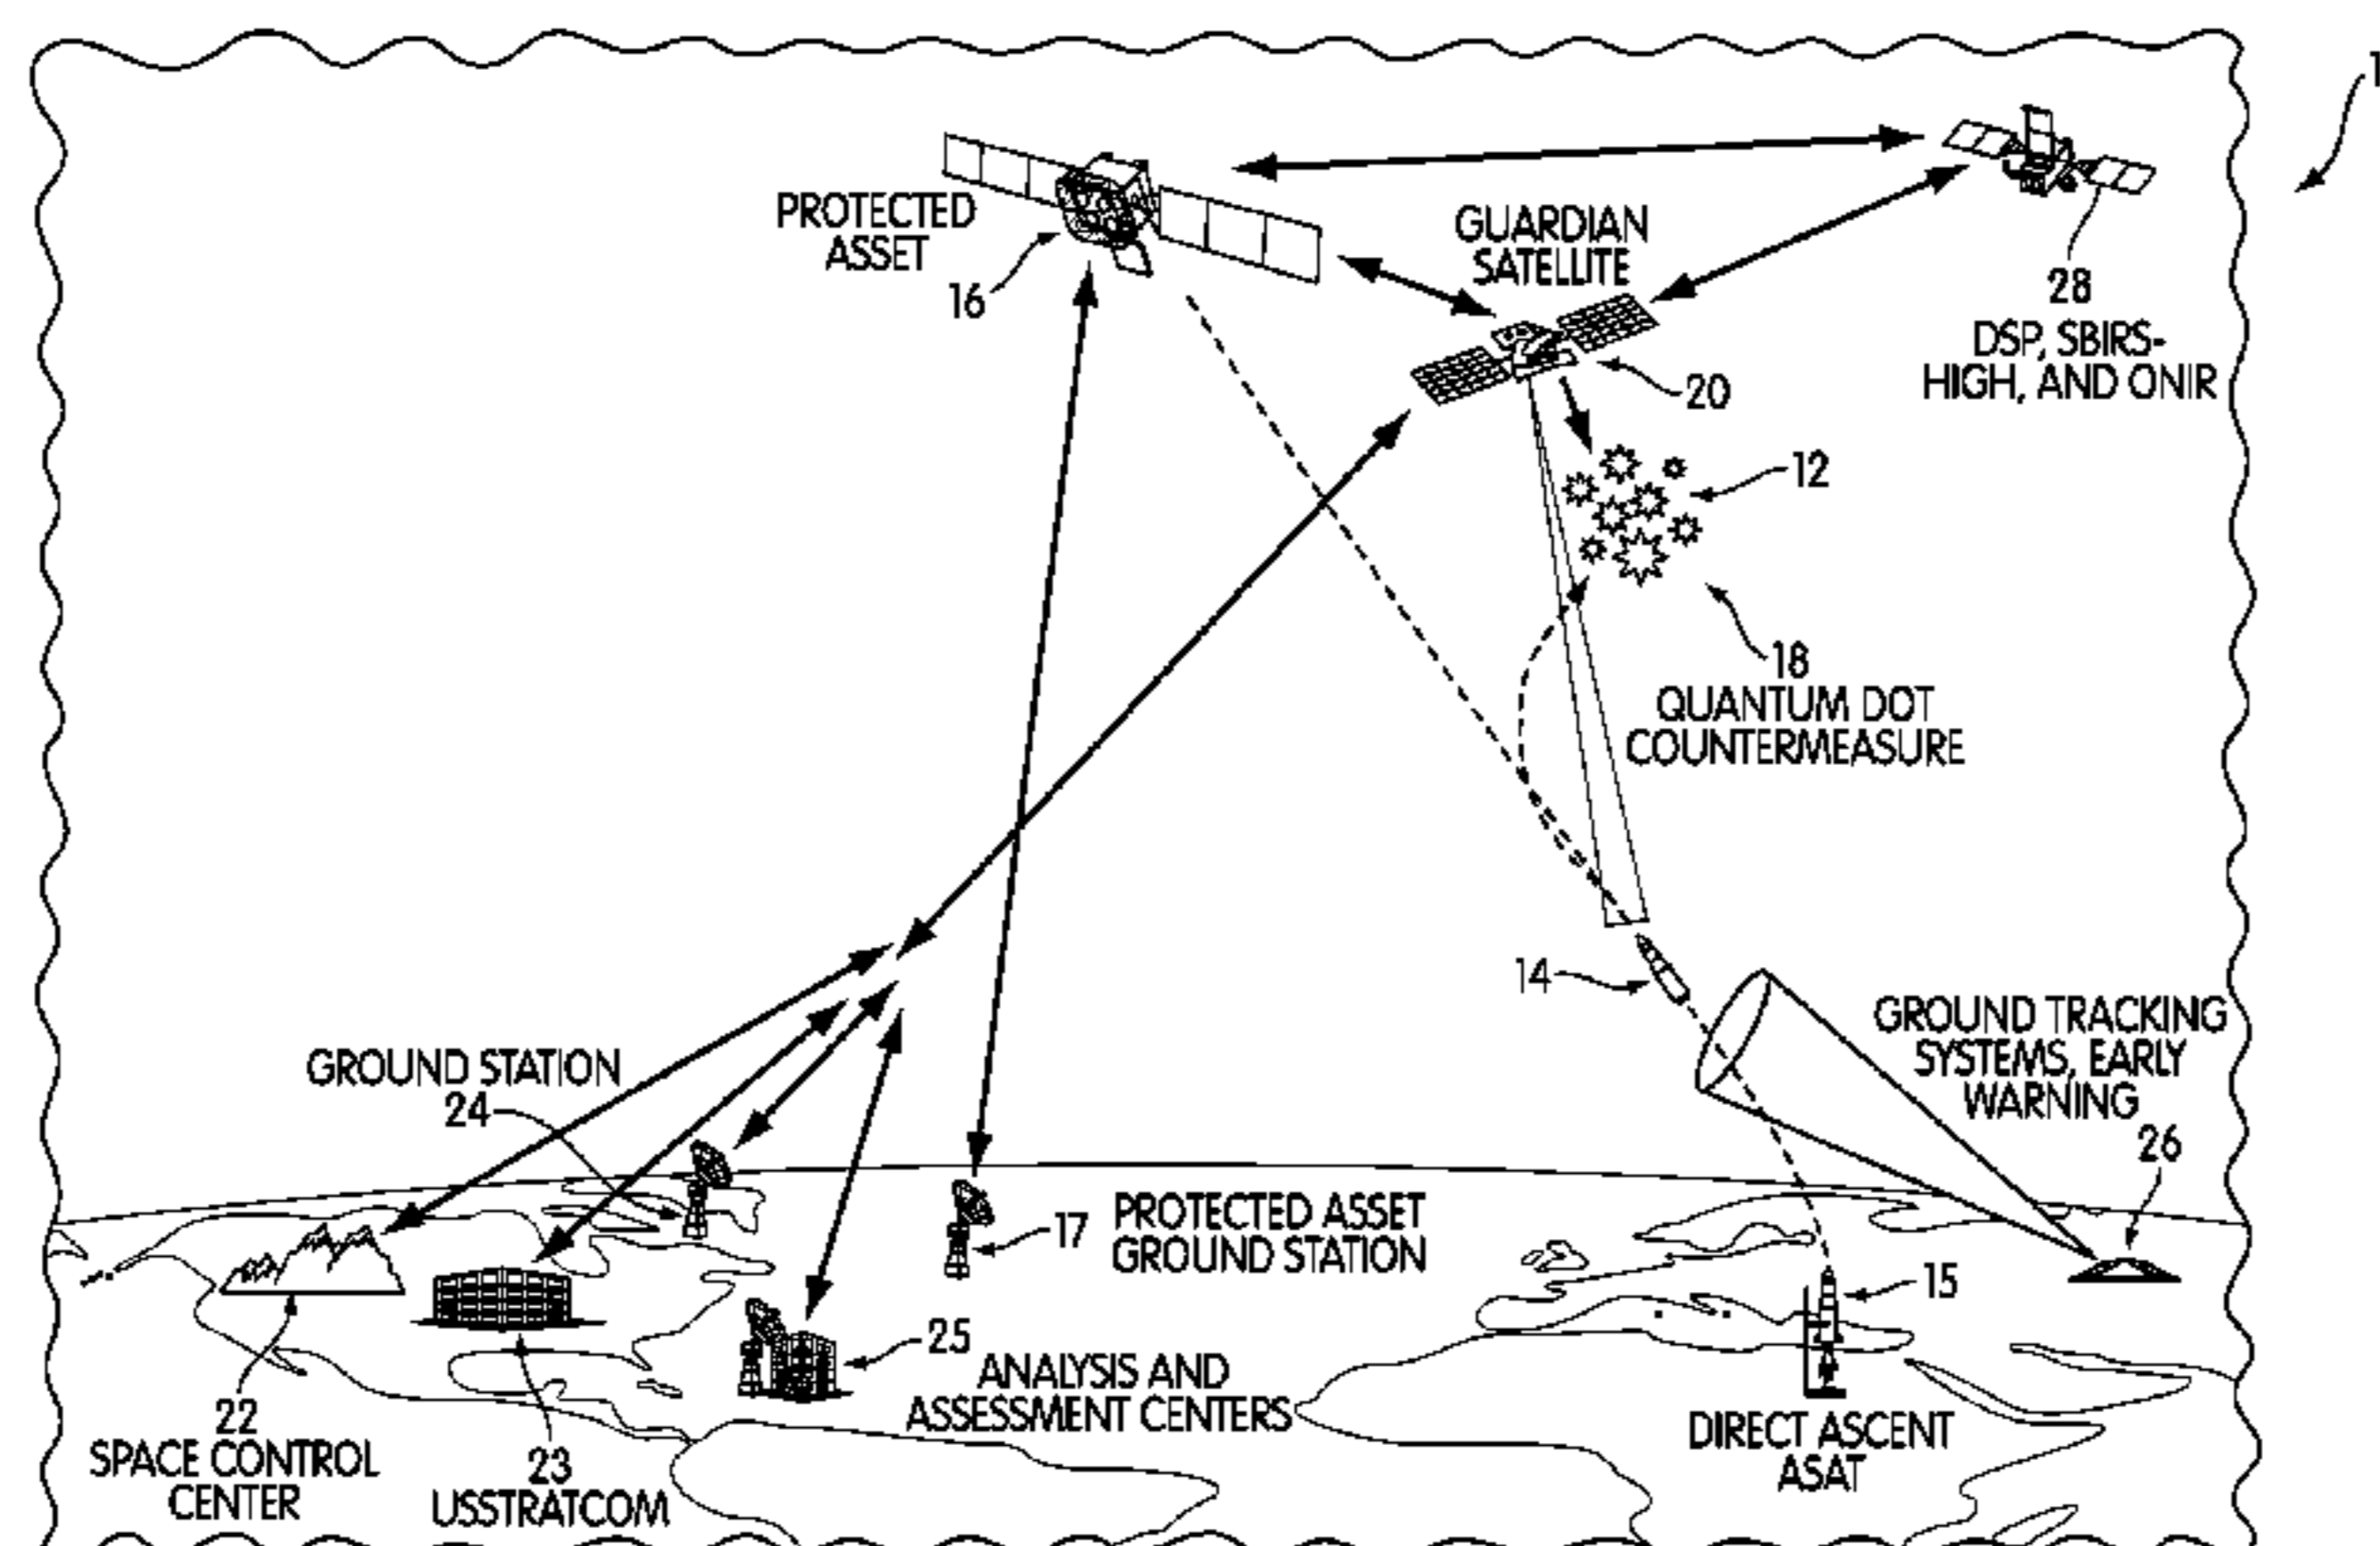 1
PROTECTED
ASSET
16
GUARDIAN
SATELLITE
20
28
DSP, SBIRS-
HIGH, AND ONIR
12
18
QUANTUM DOT
COUNTERMEASURE
14
GROUND TRACKING
SYSTEMS, EARLY
WARNING
26
GROUND STATION
24
17
PROTECTED ASSET
GROUND STATION
15
25
ANALYSIS AND
ASSESSMENT CENTERS
22
SPACE CONTROL
CENTER
23
USSTRATCOM
DIRECT ASCENT
ASAT